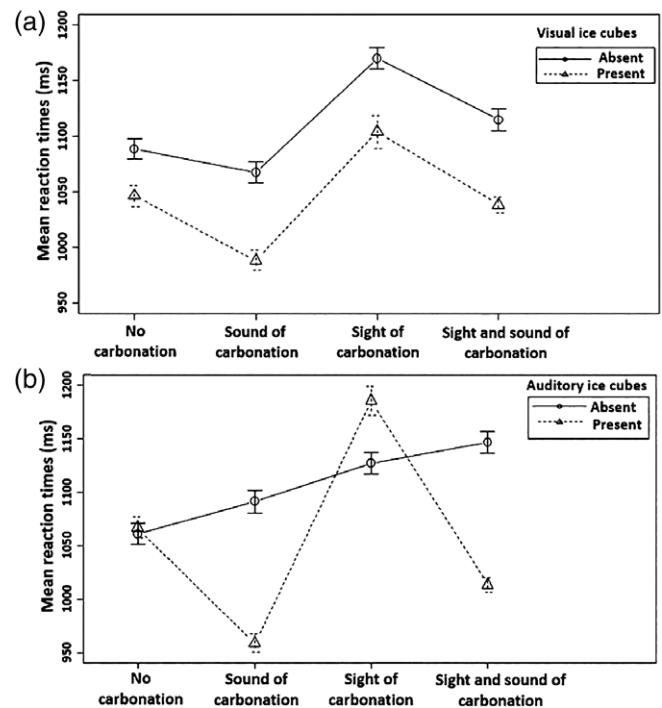 (a)
Visual ice cubes
Absent
Present
Mean reaction times (ms)
1200
1150
1100
1050
1000
950
No
carbonation
Sound of
carbonation
Sight of
carbonation
Sight and sound of
carbonation
(b)
Auditory ice cubes
Absent
Present
Mean reaction times (ms)
1200
1150
1100
1050
1000
950
No
carbonation
Sound of
carbonation
Sight of
carbonation
Sight and sound of
carbonation